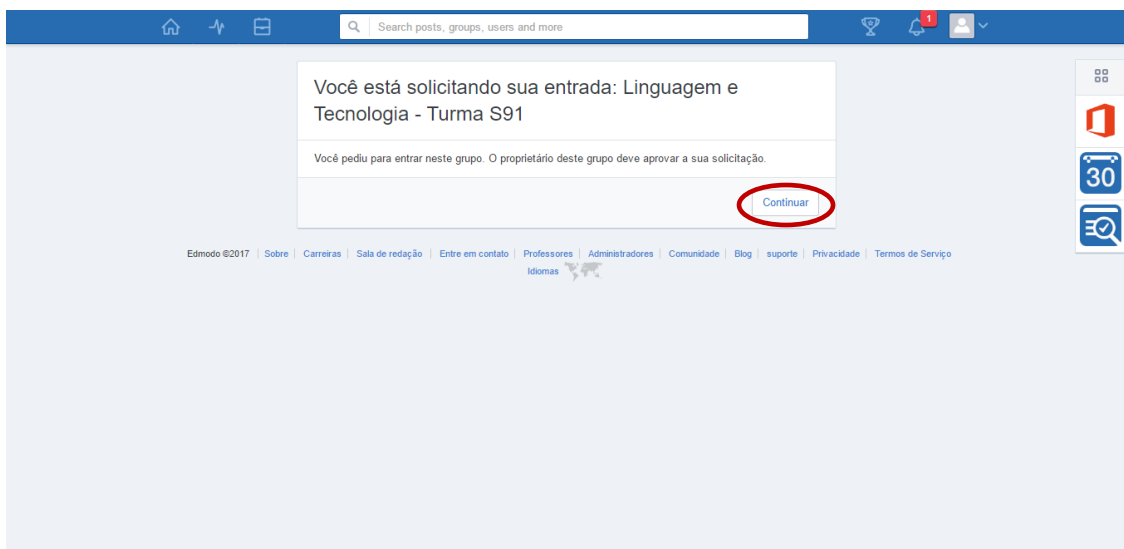 Search posts, groups, users and more
1
Você está solicitando sua entrada: Linguagem e
Tecnologia - Turma S91
Você pediu para entrar neste grupo. O proprietário deste grupo deve aprovar a sua solicitação.
Continuar
30
Edmodo ©2017 | Sobre | Carreiras | Sala de redação | Entre em contato | Professores | Administradores | Comunidade | Blog | suporte | Privacidade | Termos de Serviço
Idiomas